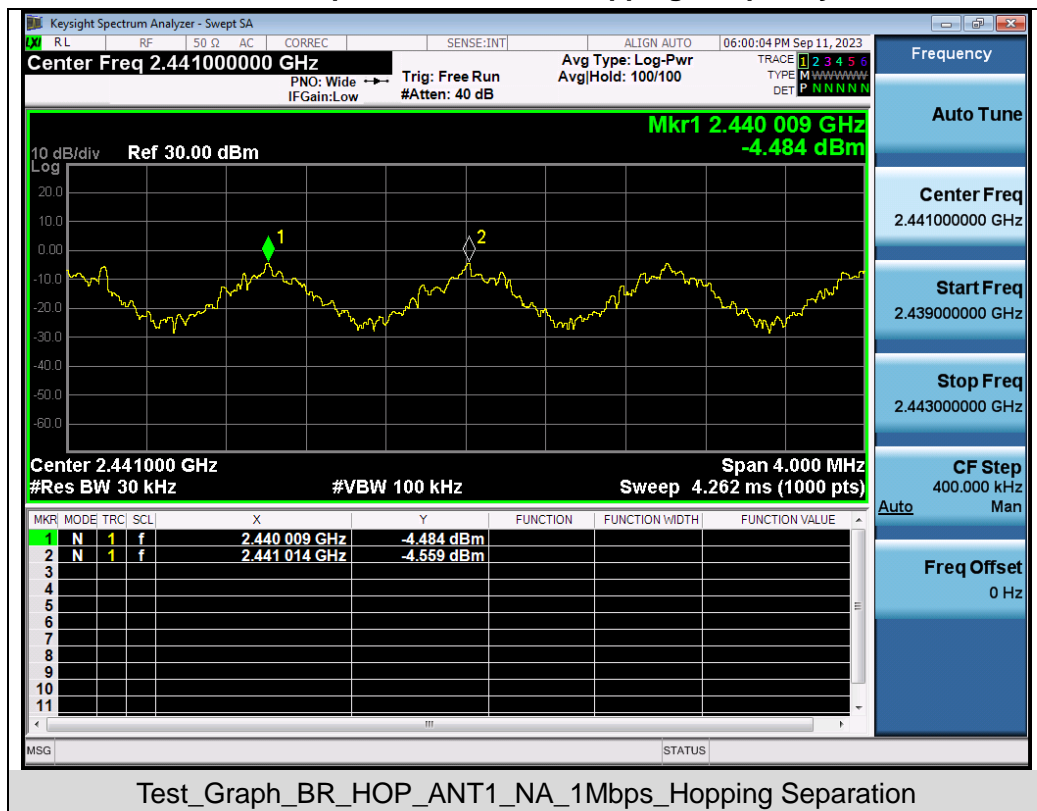 Keysight Spectrum Analyzer - Swept SA
LXI RL RF 50 Ω AC CORREC SENSE:INT ALIGN AUTO 06:00:04 PM Sep 11, 2023
Center Freq 2.441000000 GHz
PNO: Wide
IFGain:Low
Trig: Free Run
#Atten: 40 dB
Avg Type: Log-Pwr
Avg|Hold: 100/100
TRACE 1 2 3 4 5 6
TYPE M WWWWW
DET P N N N N N
Mkr1 2.440 009 GHz
-4.484 dBm
10 dB/div Ref 30.00 dBm
Log
20.0
10.0
0.00
-10.0
-20.0
-30.0
-40.0
-50.0
-60.0
1
2
Center 2.441000 GHz Span 4.000 MHz
#Res BW 30 kHz #VBW 100 kHz Sweep 4.262 ms (1000 pts)
MKR MODE TRC SCL X Y FUNCTION FUNCTION WIDTH FUNCTION VALUE
1 N 1 f 2.440 009 GHz -4.484 dBm
2 N 1 f 2.441 014 GHz -4.559 dBm
3
4
5
6
7
8
9
10
11
MSG STATUS
Frequency
Auto Tune
Center Freq
2.441000000 GHz
Start Freq
2.439000000 GHz
Stop Freq
2.443000000 GHz
CF Step
400.000 kHz
Auto Man
Freq Offset
0 Hz
Test_Graph_BR_HOP_ANT1_NA_1Mbps_Hopping Separation